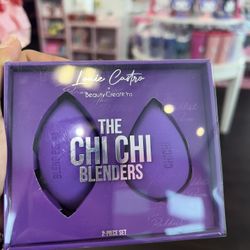 Louie Castro
x
Beauty Creations
THE
CHI CHI
BLENDERS
2-PIECE SET